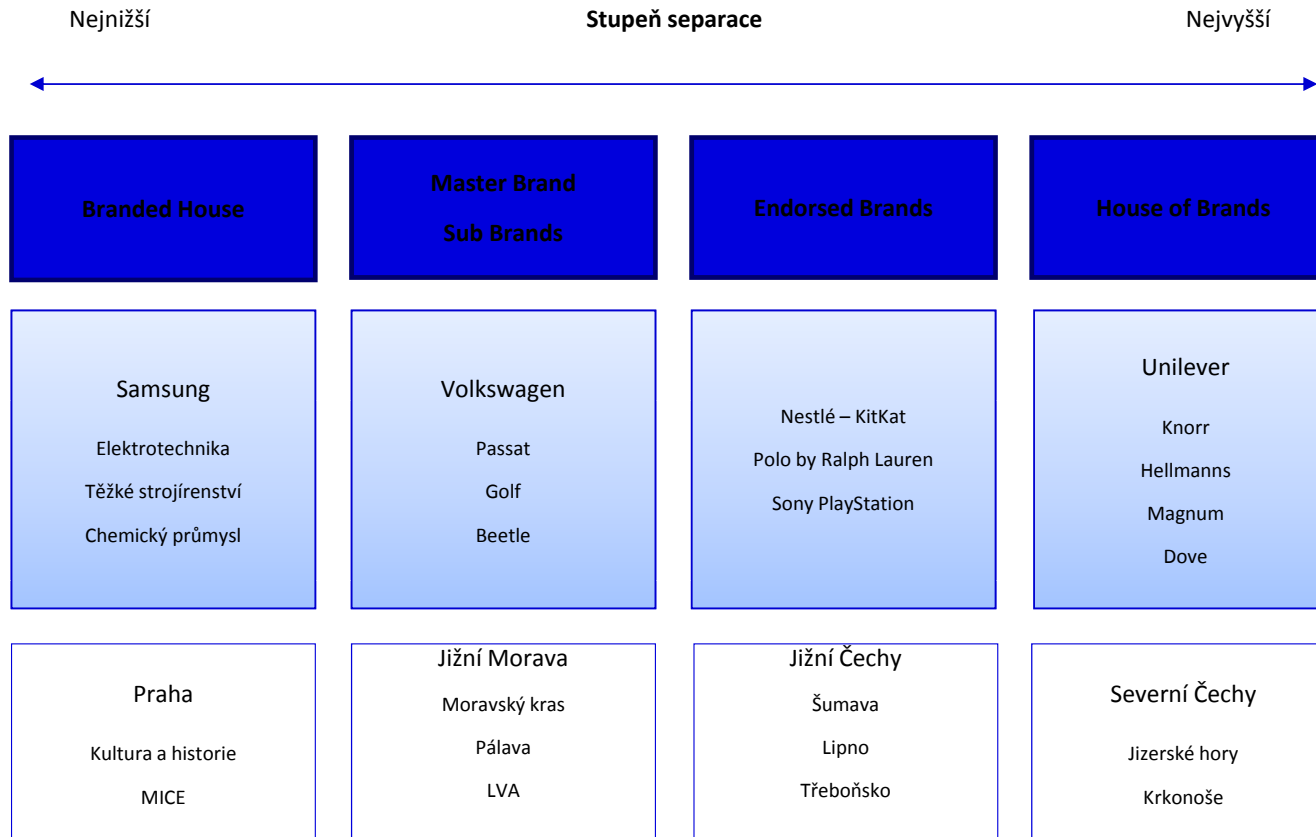 Nejnižší
Stupeň separace
Nejvyšší
Branded House
Master Brand
Sub Brands
Endorsed Brands
House of Brands
Samsung
Elektrotechnika
Těžké strojírenství
Chemický průmysl
Volkswagen
Passat
Golf
Beetle
Nestlé – KitKat
Polo by Ralph Lauren
Sony PlayStation
Unilever
Knorr
Hellmanns
Magnum
Dove
Praha
Kultura a historie
MICE
Jižní Morava
Moravský kras
Pálava
LVA
Jižní Čechy
Šumava
Lipno
Třeboňsko
Severní Čechy
Jizerské hory
Krkonoše